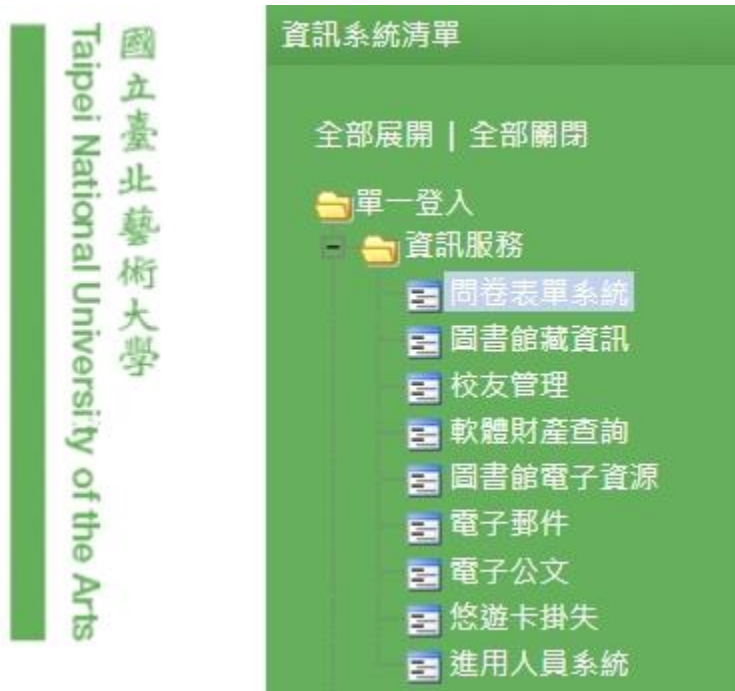 國立臺北藝術大學
Taipei National University of the Arts
資訊系統清單
全部展開 | 全部關閉
單一登入
資訊服務
問卷表單系統
圖書館藏資訊
校友管理
軟體財產查詢
圖書館電子資源
電子郵件
電子公文
悠遊卡掛失
進用人員系統